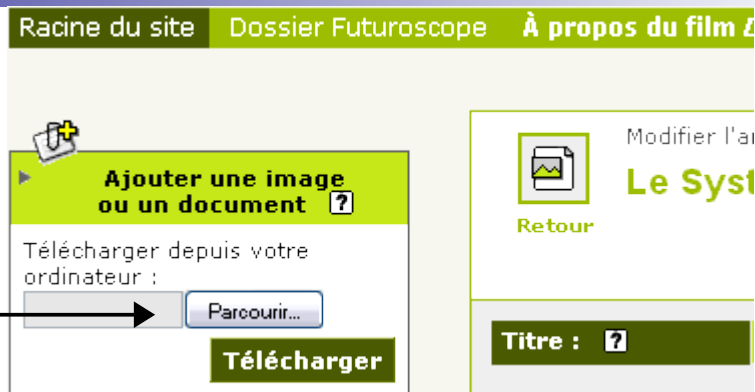 Racine du site Dossier Futuroscope À propos du film
Ajouter une image
ou un document ?
Télécharger depuis votre
ordinateur :
Parcourir...
Télécharger
Modifier l'
Le Syst
Retour
Titre : ?